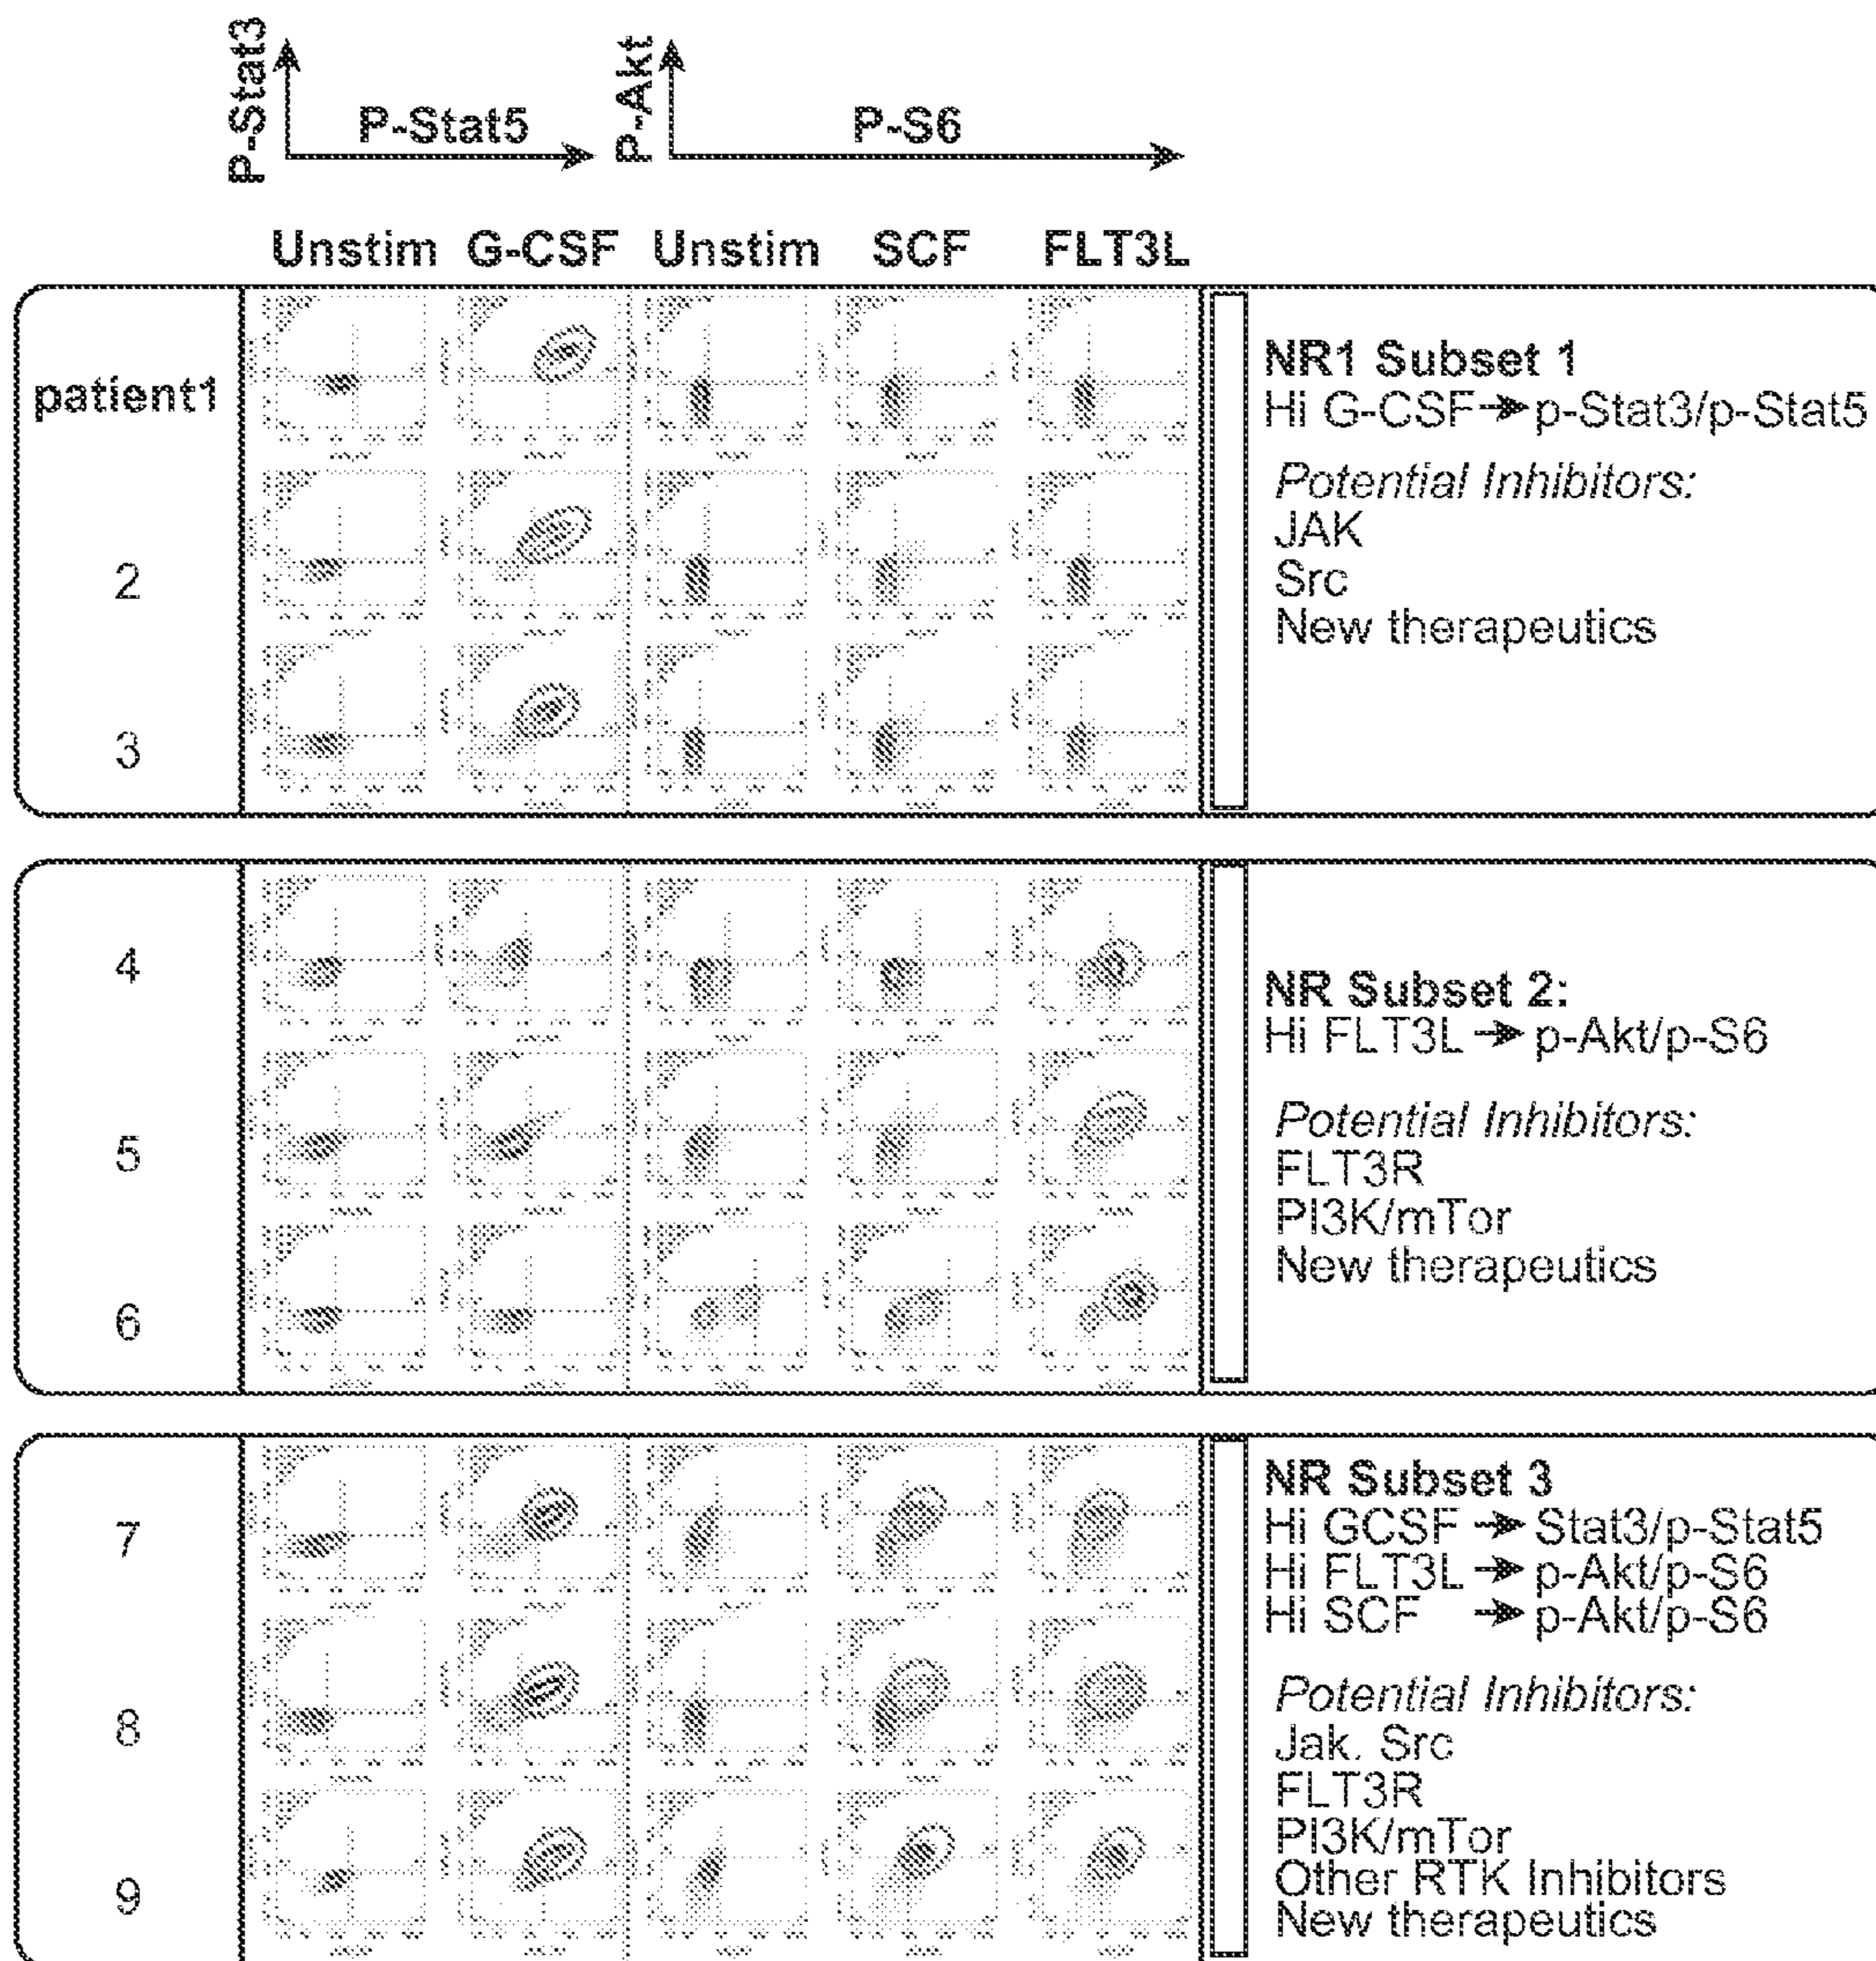 P-Stat3
P-Stat5
P-Akt
P-S6
Unstim G-CSF Unstim SCF FLT3L
patient1
2
3
NR1 Subset 1
Hi G-CSF → p-Stat3/p-Stat5
Potential Inhibitors:
JAK
Src
New therapeutics
4
5
6
NR Subset 2:
Hi FLT3L → p-Akt/p-S6
Potential Inhibitors:
FLT3R
PI3K/mTor
New therapeutics
7
8
9
NR Subset 3
Hi GCSF → Stat3/p-Stat5
Hi FLT3L → p-Akt/p-S6
Hi SCF → p-Akt/p-S6
Potential Inhibitors:
Jak. Src
FLT3R
PI3K/mTor
Other RTK Inhibitors
New therapeutics